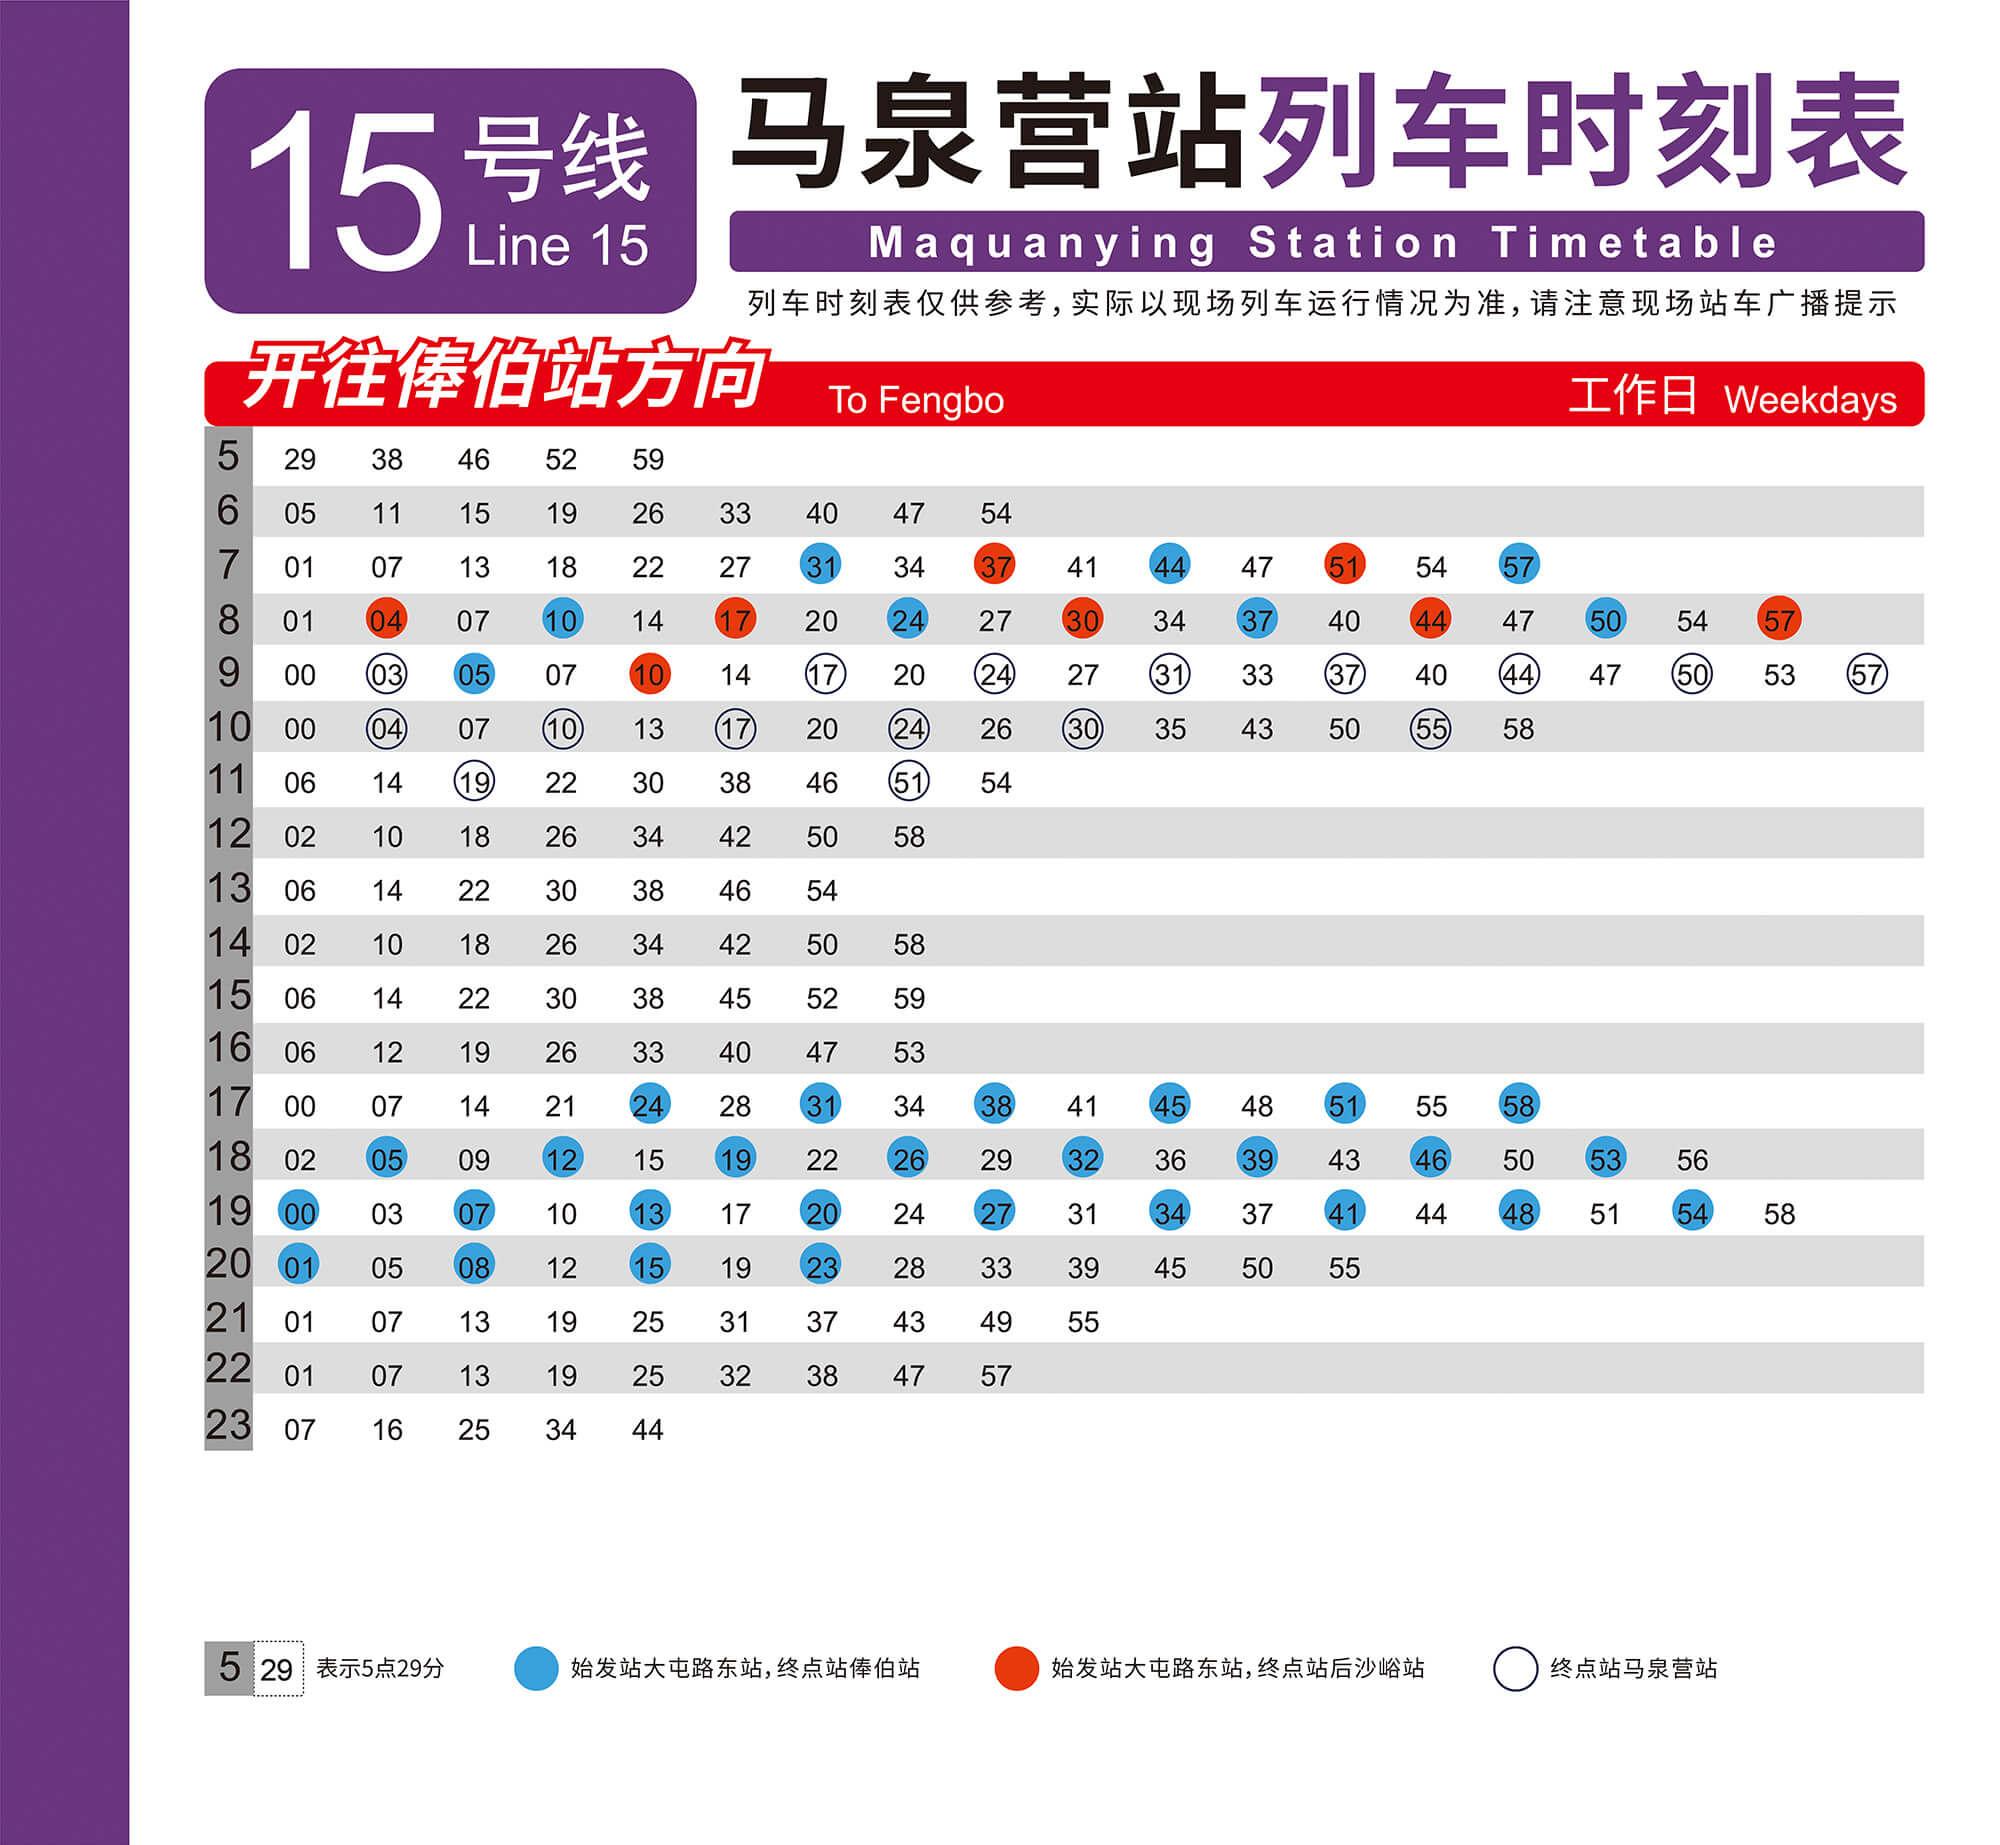 15 号线
Line 15
马泉营站列车时刻表
Maquanying Station Timetable
列车时刻表仅供参考,实际以现场列车运行情况为准,请注意现场站车广播提示
开往俸伯站方向 To Fengbo 工作日 Weekdays
5 29 38 46 52 59
6 05 11 15 19 26 33 40 47 54
7 01 07 13 18 22 27 31 34 37 41 44 47 51 54 57
8 01 04 07 10 14 17 20 24 27 30 34 37 40 44 47 50 54 57
9 00 03 05 07 10 14 17 20 24 27 31 33 37 40 44 47 50 53 57
10 00 04 07 10 13 17 20 24 26 30 35 43 50 55 58
11 06 14 19 22 30 38 46 51 54
12 02 10 18 26 34 42 50 58
13 06 14 22 30 38 46 54
14 02 10 18 26 34 42 50 58
15 06 14 22 30 38 45 52 59
16 06 12 19 26 33 40 47 53
17 00 07 14 21 24 28 31 34 38 41 45 48 51 55 58
18 02 05 09 12 15 19 22 26 29 32 36 39 43 46 50 53 56
19 00 03 07 10 13 17 20 24 27 31 34 37 41 44 48 51 54 58
20 01 05 08 12 15 19 23 28 33 39 45 50 55
21 01 07 13 19 25 31 37 43 49 55
22 01 07 13 19 25 32 38 47 57
23 07 16 25 34 44
5 29 表示5点29分 始发站大屯路东站,终点站俸伯站 始发站大屯路东站,终点站后沙峪站 终点站马泉营站